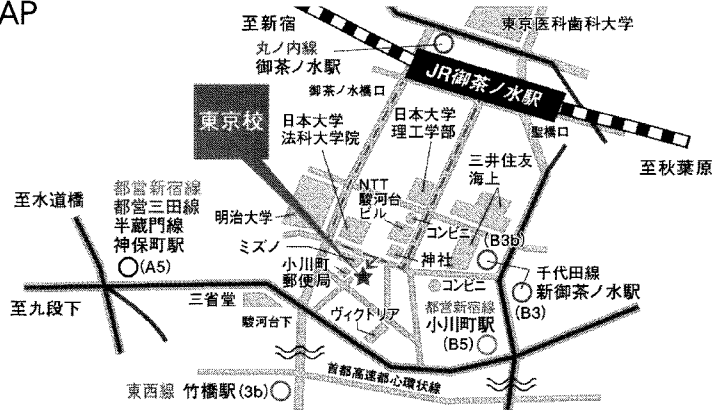 AP
至新宿
東京医科歯科大学
丸ノ内線
御茶ノ水駅
JR御茶ノ水駅
御茶ノ水橋口
聖橋口
至秋葉原
東京校
日本大学
法科大学院
日本大学
理工学部
三井住友
海上
至水道橋
都営新宿線
都営三田線
半蔵門線
神保町駅
(A5)
明治大学
NTT
駿河台
ビル
コンビニ
(B3b)
ミズノ
神社
小川町
郵便局
コンビニ
千代田線
新御茶ノ水駅
(B3)
至九段下
三省堂
駿河台下
ヴィクトリア
都営新宿線
小川町駅
(B5)
首都高速都心環状線
東西線 竹橋駅(3b)